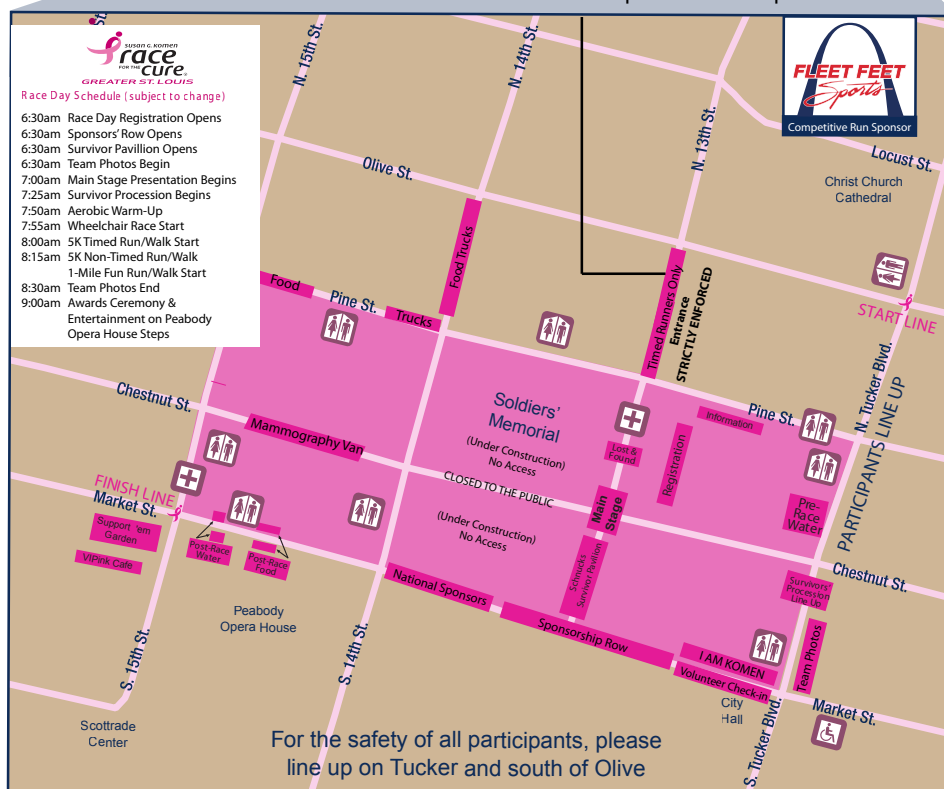 SUSAN G. KOMEN
race
FOR THE
cure®
GREATER ST. LOUIS
Race Day Schedule (subject to change)
6:30am Race Day Registration Opens
6:30am Sponsors' Row Opens
6:30am Survivor Pavillion Opens
6:30am Team Photos Begin
7:00am Main Stage Presentation Begins
7:25am Survivor Procession Begins
7:50am Aerobic Warm-Up
7:55am Wheelchair Race Start
8:00am 5K Timed Run/Walk Start
8:15am 5K Non-Timed Run/Walk
1-Mile Fun Run/Walk Start
8:30am Team Photos End
9:00am Awards Ceremony &
Entertainment on Peabody
Opera House Steps
St.
N. 15th St.
N. 14th St.
N. 13th St.
FLEET FEET
Sports
Competitive Run Sponsor
Locust St.
Christ Church
Cathedral
Olive St.
Food Trucks
Timed Runners Only
Entrance
STRICTLY ENFORCED
START LINE
Food
Pine St.
Trucks
N. Tucker Blvd.
PARTICIPANTS LINE UP
Chestnut St.
Mammography Van
Soldiers'
Memorial
(Under Construction)
No Access
CLOSED TO THE PUBLIC
(Under Construction)
No Access
Lost &
Found
Information
Pine St.
Registration
Main
Stage
Pre-
Race
Water
FINISH LINE
Market St.
Support 'em
Garden
VIPink Cafe
Post-Race
Water
Post-Race
Food
Schnucks
Survivor Pavilion
Chestnut St.
Survivors'
Procession
Line Up
National Sponsors
Sponsorship Row
I AM KOMEN
Volunteer Check-in
Team Photos
Peabody
Opera House
City
Hall
Market St.
S. 15th St.
S. 14th St.
S. Tucker Blvd.
Scottrade
Center
For the safety of all participants, please
line up on Tucker and south of Olive